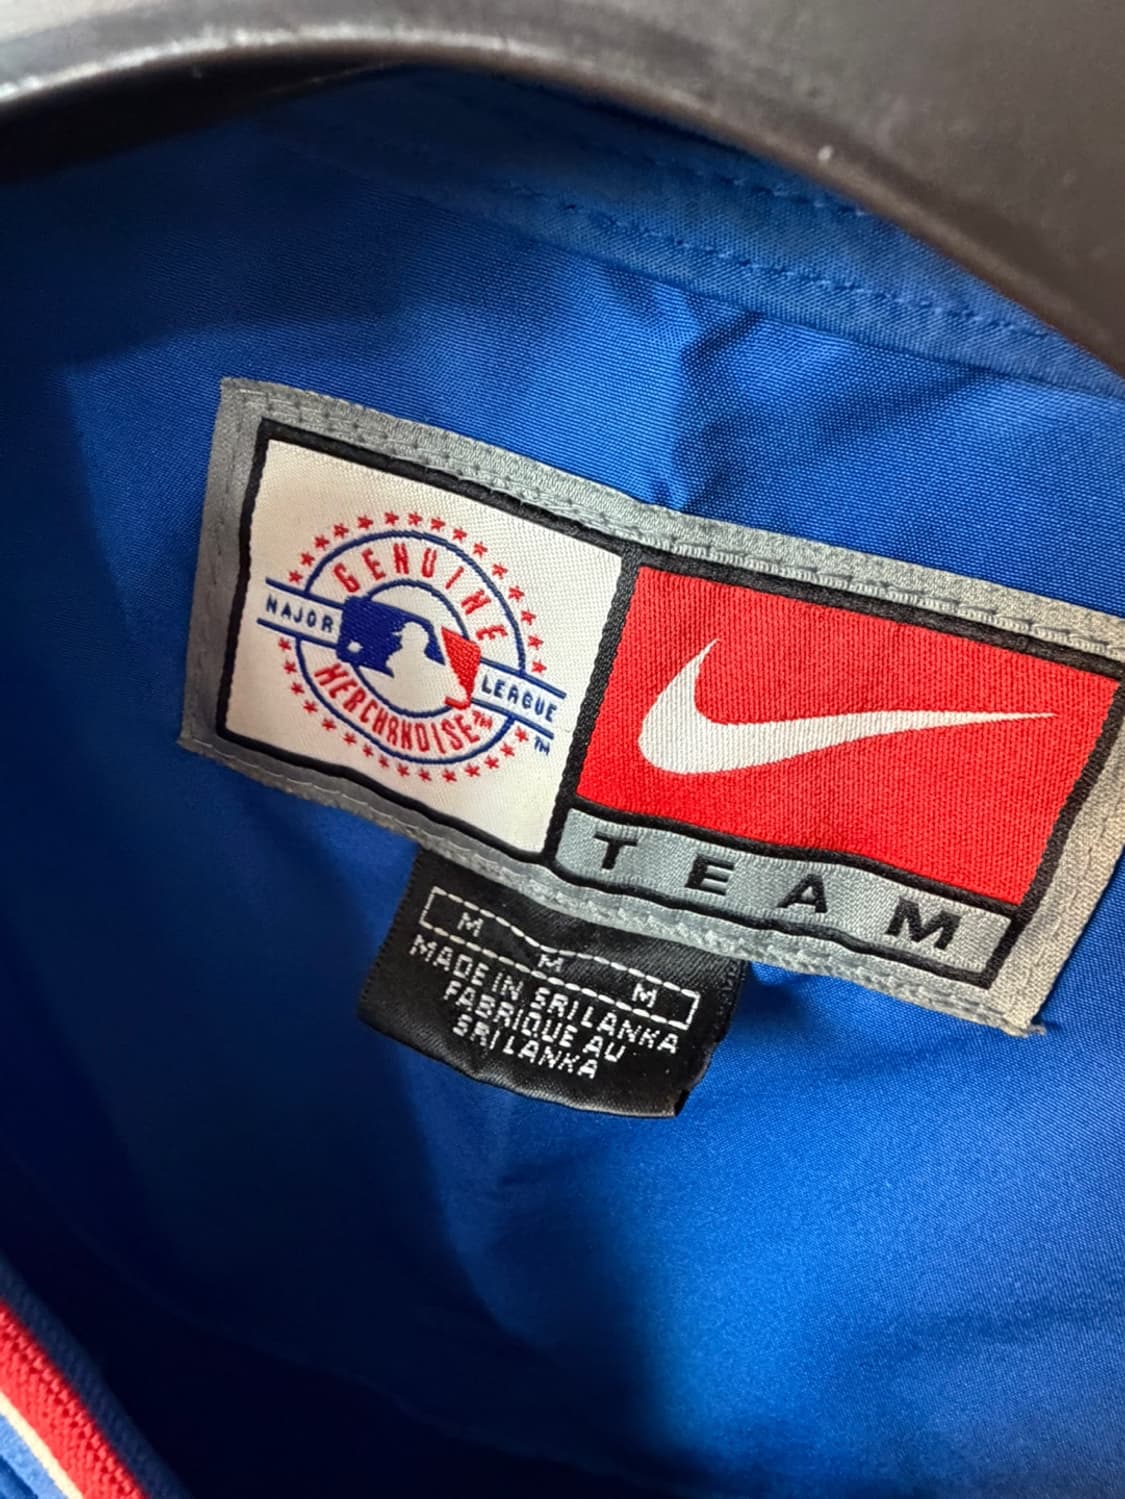 GENUINE
MAJOR LEAGUE
MERCHANDISE™
™
TEAM
M M M
MADE IN SRI LANKA
FABRIQUE AU
SRI LANKA